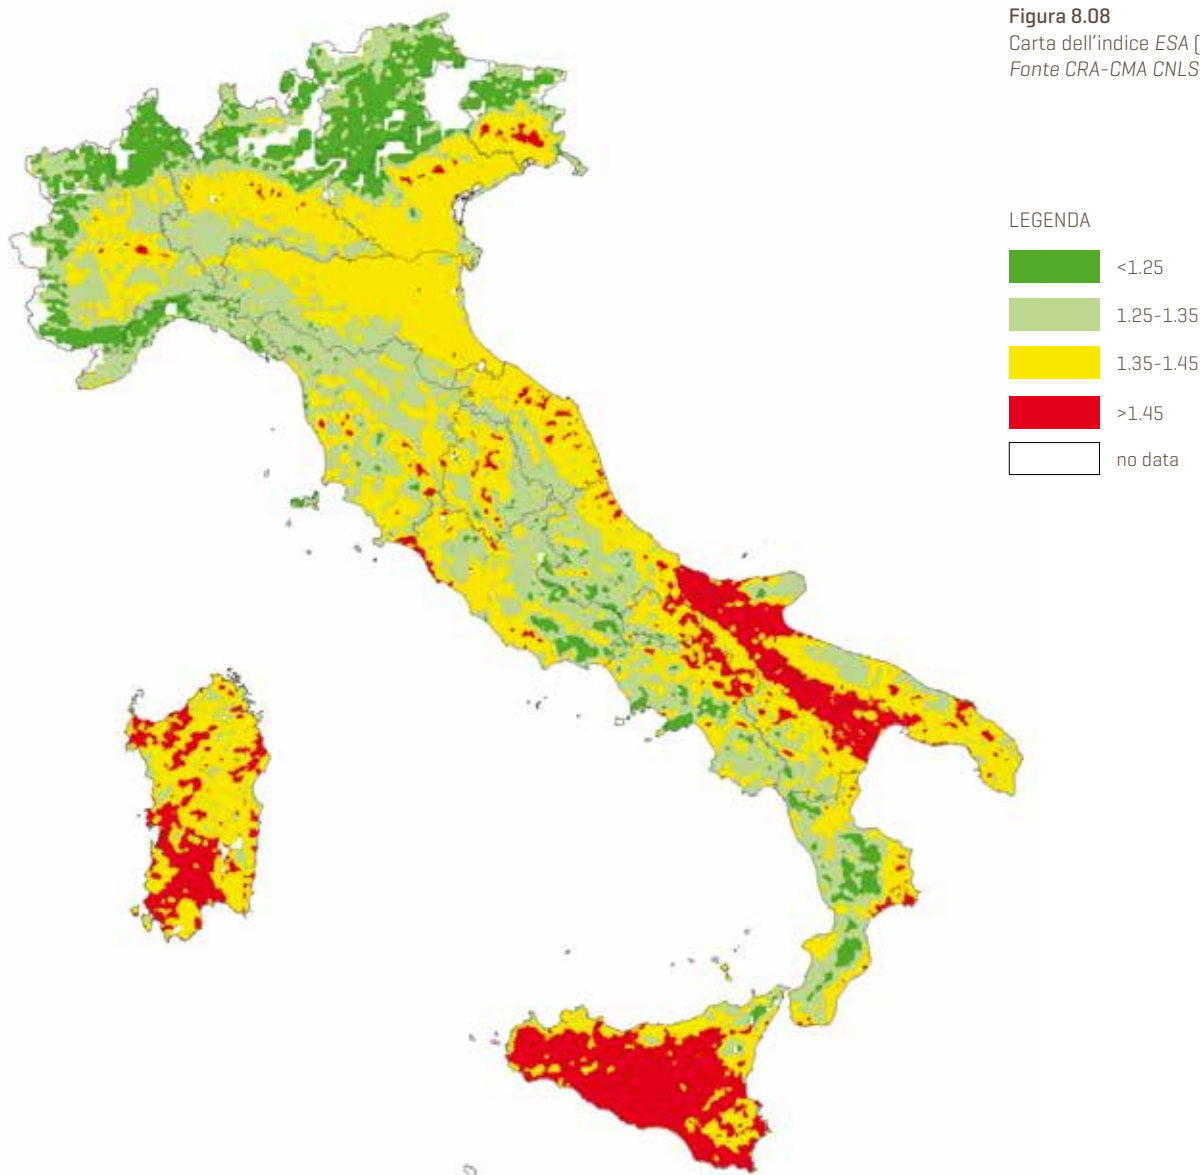 Figura 8.08
Carta dell'indice ESA (
Fonte CRA-CMA CNLS
LEGENDA
<1.25
1.25-1.35
1.35-1.45
>1.45
no data